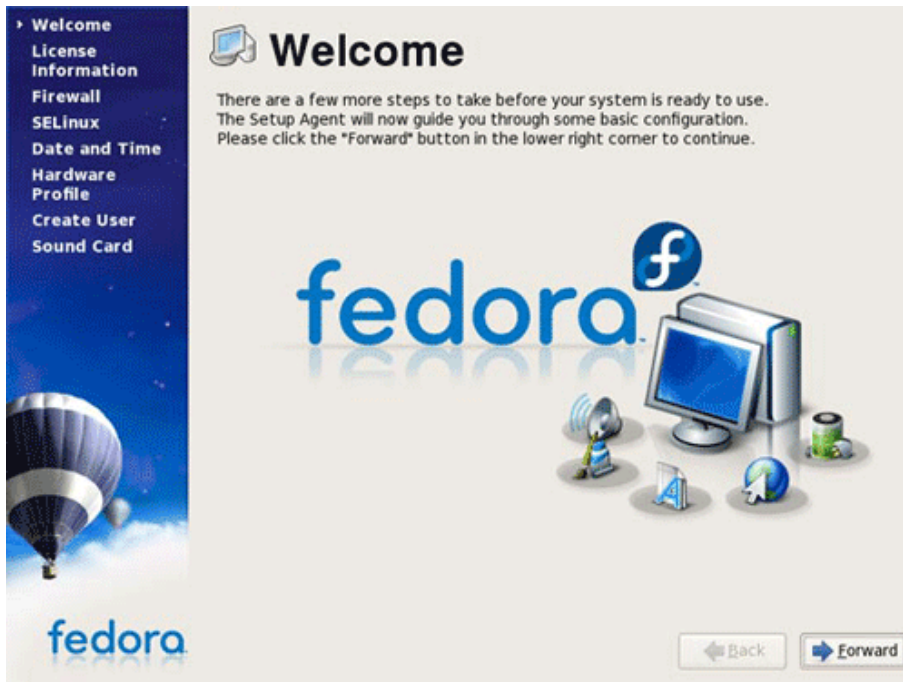 Welcome
License
Information
Firewall
SELinux
Date and Time
Hardware
Profile
Create User
Sound Card
Welcome
There are a few more steps to take before your system is ready to use.
The Setup Agent will now guide you through some basic configuration.
Please click the "Forward" button in the lower right corner to continue.
fedora
fedora
Back
Forward